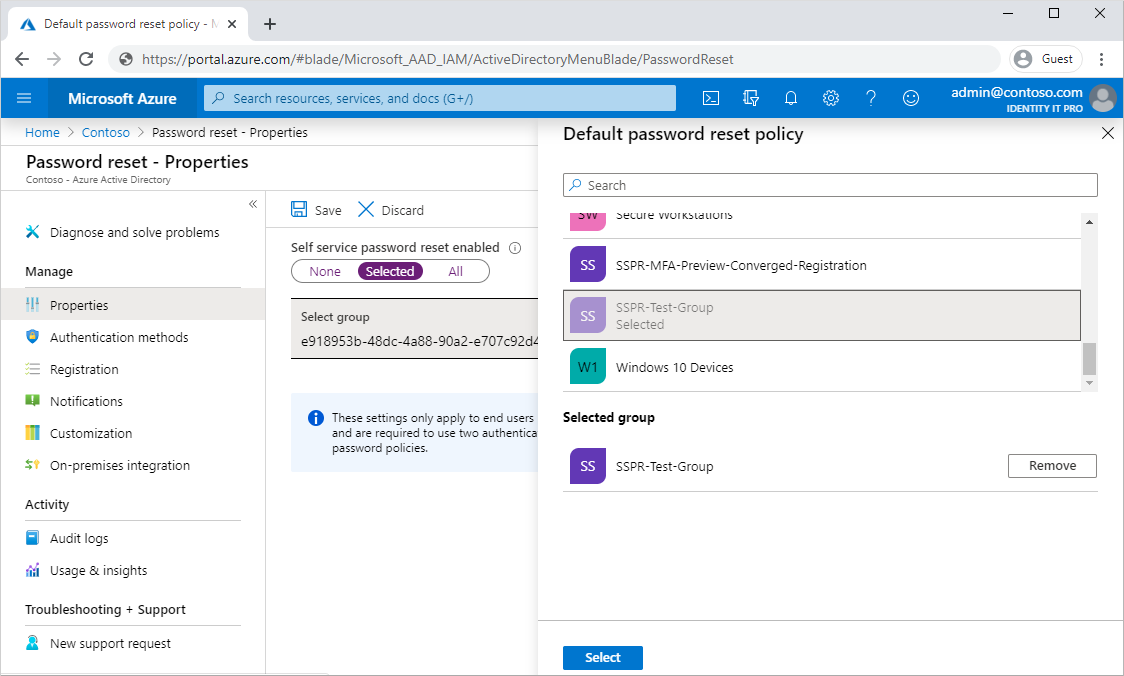 Default password reset policy - M
https://portal.azure.com/#blade/Microsoft_AAD_IAM/ActiveDirectoryMenuBlade/PasswordReset
Guest
Microsoft Azure
Search resources, services, and docs (G+/)
admin@contoso.com
IDENTITY IT PRO
Home > Contoso > Password reset - Properties
Password reset - Properties
Contoso - Azure Active Directory
Diagnose and solve problems
Manage
Properties
Authentication methods
Registration
Notifications
Customization
On-premises integration
Activity
Audit logs
Usage & insights
Troubleshooting + Support
New support request
Save
Discard
Self service password reset enabled
None
Selected
All
Select group
e918953b-48dc-4a88-90a2-e707c92d4
These settings only apply to end users
and are required to use two authentica
password policies.
Default password reset policy
Search
SW
Secure Workstations
SS
SSPR-MFA-Preview-Converged-Registration
SS
SSPR-Test-Group
Selected
W1
Windows 10 Devices
Selected group
SS
SSPR-Test-Group
Remove
Select